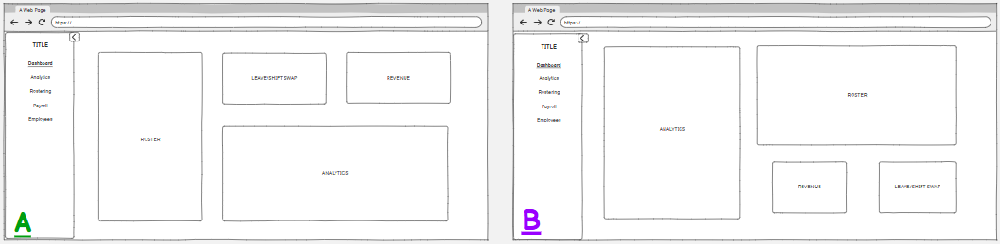 A Web Page
https://
TITLE
Dashboard
Analytics
Rostering
Payroll
Employees
ROSTER
LEAVE/SHIFT SWAP
REVENUE
ANALYTICS
A
A Web Page
https://
TITLE
Dashboard
Analytics
Rostering
Payroll
Employees
ANALYTICS
ROSTER
REVENUE
LEAVE/SHIFT SWAP
B